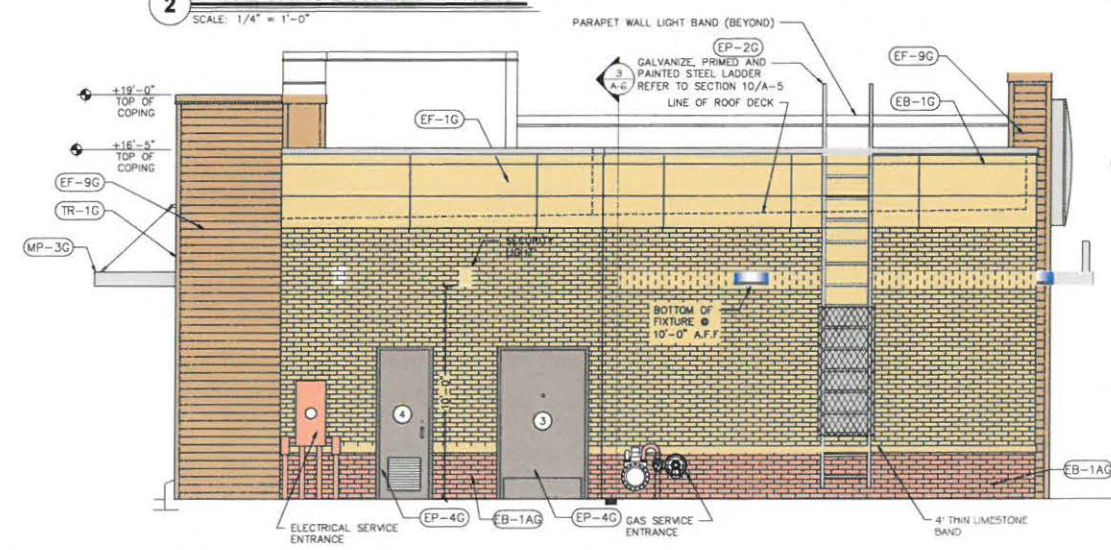 2
SCALE: 1/4" = 1'-0"
PARAPET WALL LIGHT BAND (BEYOND)
EP-2G
GALVANIZE, PRIMED AND
PAINTED STEEL LADDER
REFER TO SECTION 10/A-5
3
A-6
LINE OF ROOF DECK
EF-9G
EB-1G
+19'-0"
TOP OF
COPING
+16'-5"
TOP OF
COPING
EF-1G
EF-9G
TR-1G
MP-3G
SECURITY
LIGHT
BOTTOM OF
FIXTURE @
10'-0" A.F.F.
10'-0"
4
3
EB-1AG
EP-4G
EB-1AG
EP-4G
GAS SERVICE
ENTRANCE
ELECTRICAL SERVICE
ENTRANCE
4" THIN LIMESTONE
BAND